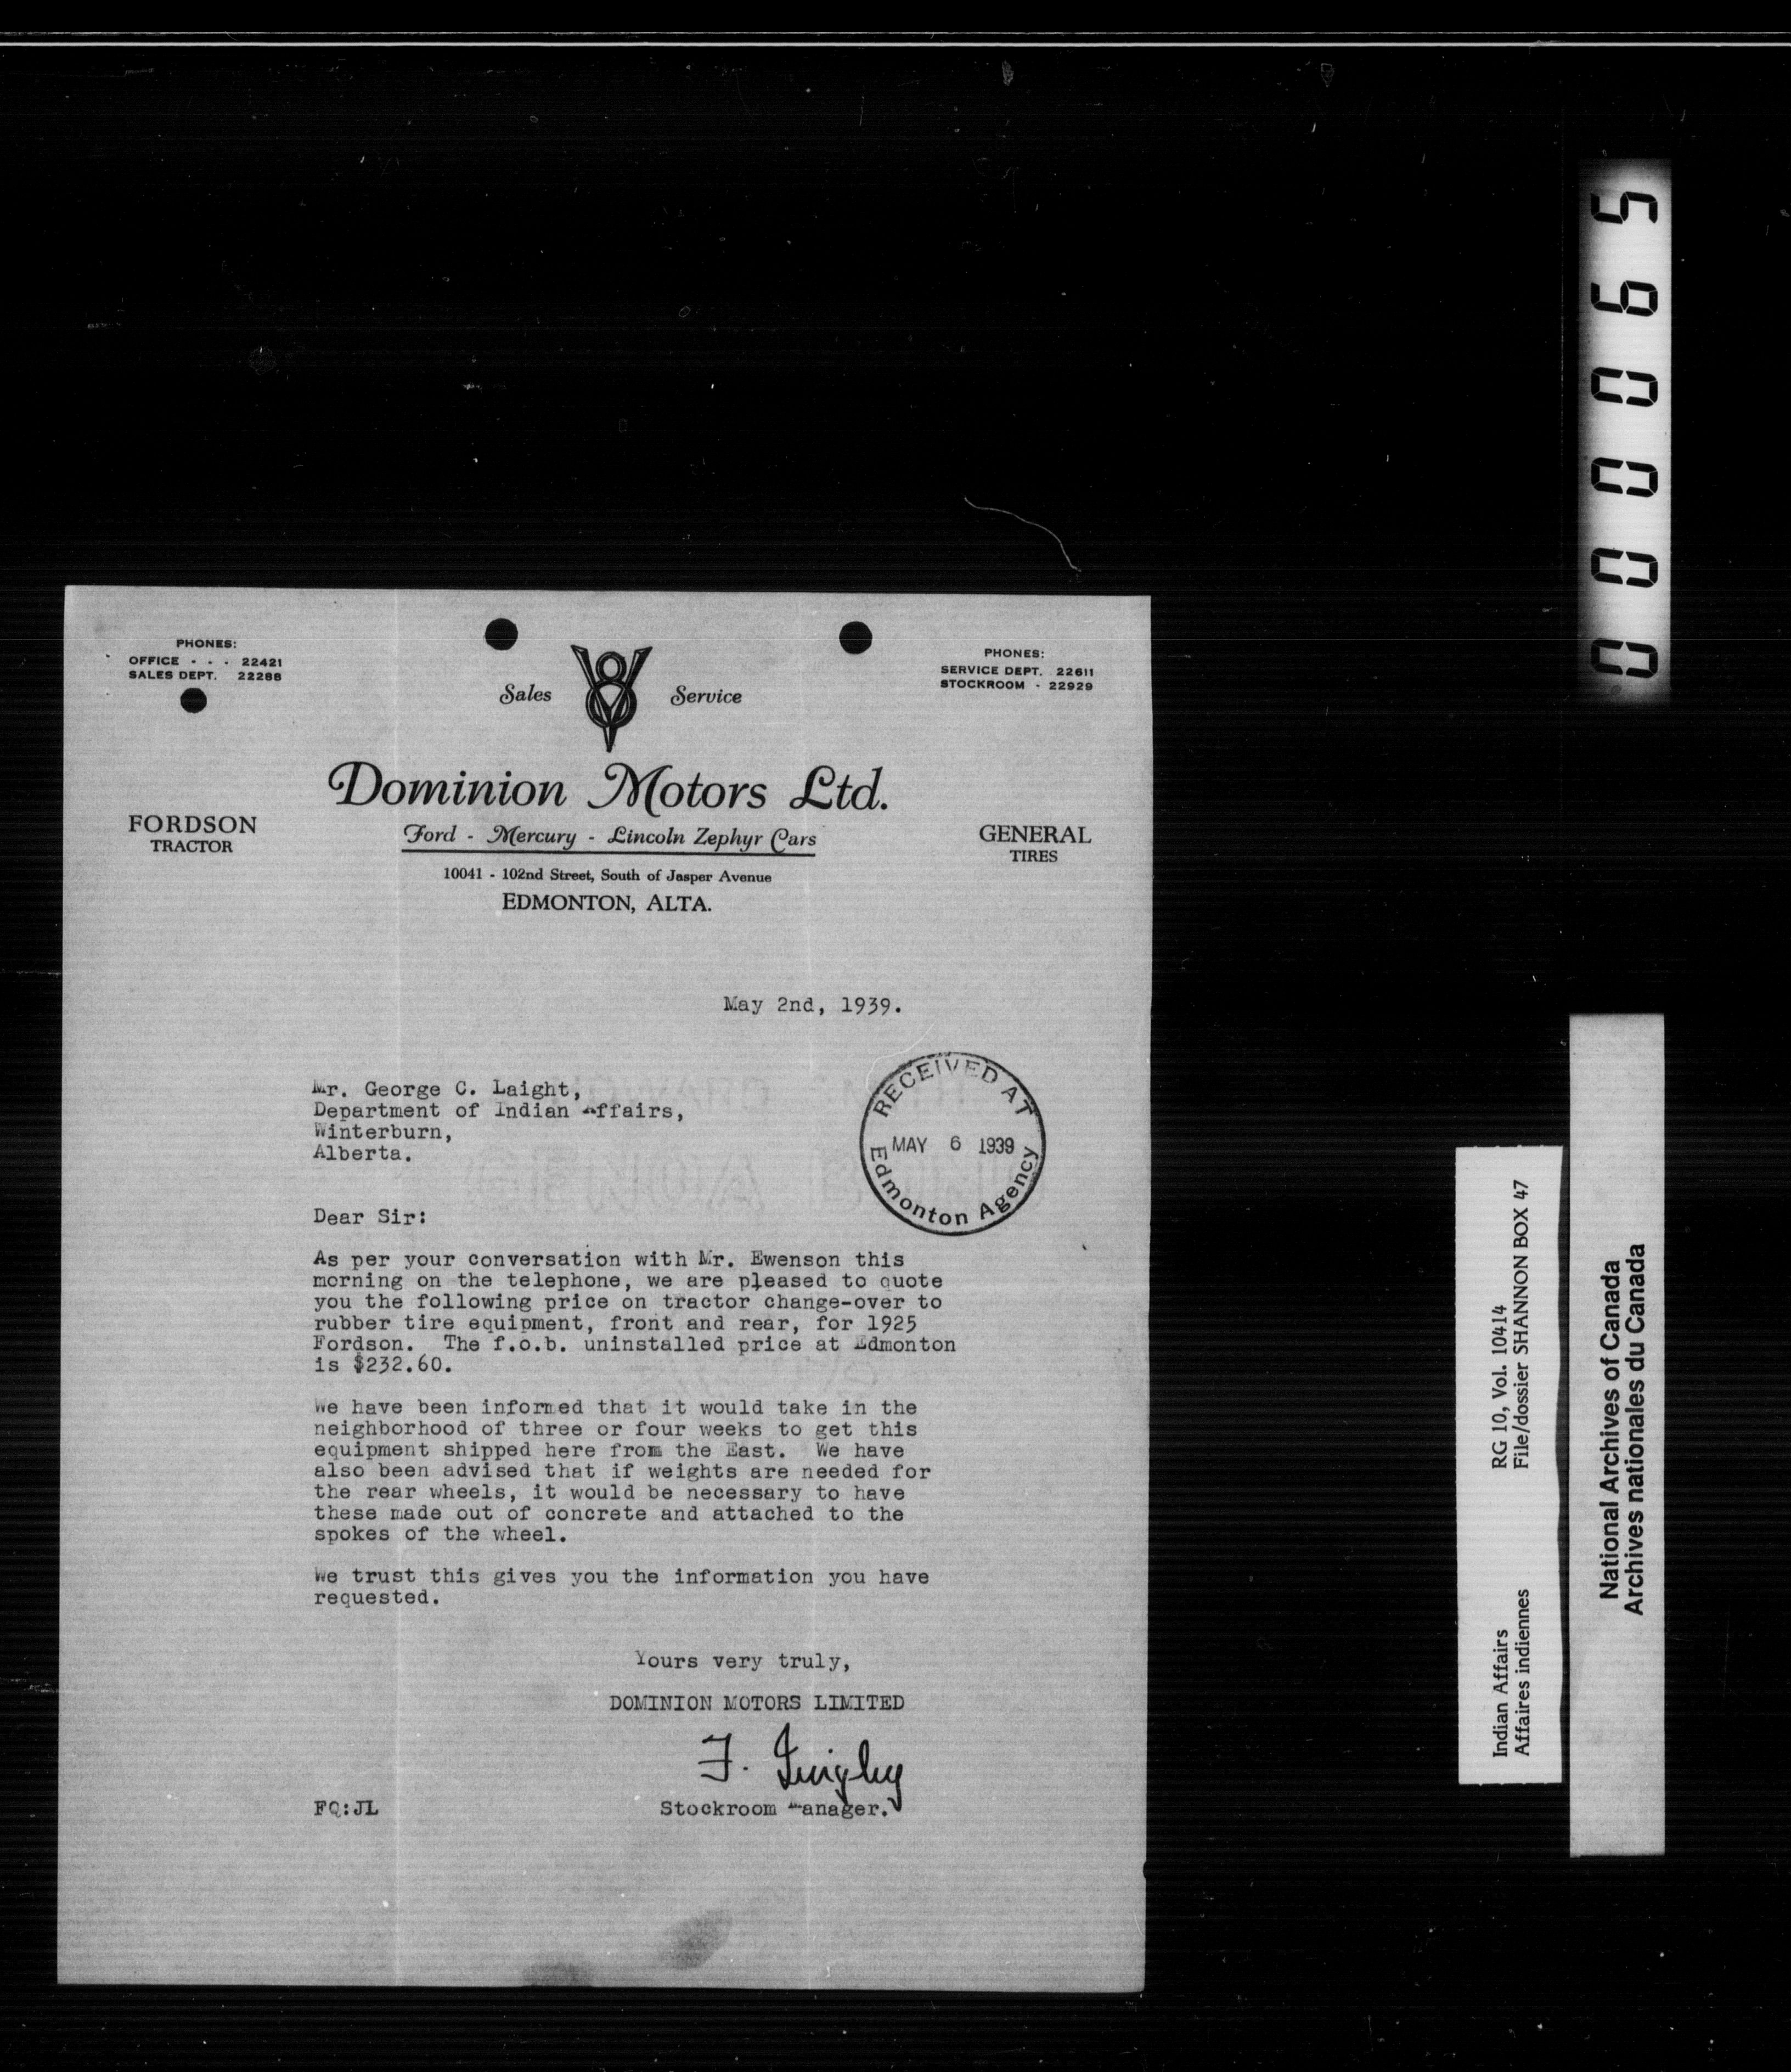 PHONES:
OFFICE - - - 22421
SALES DEPT. 22288
Sales V8 Service
PHONES:
SERVICE DEPT. 22611
STOCKROOM - 22929
Dominion Motors Ltd.
FORDSON
TRACTOR
Ford - Mercury - Lincoln Zephyr Cars
GENERAL
TIRES
10041 - 102nd Street, South of Jasper Avenue
EDMONTON, ALTA.
May 2nd, 1939.
Mr. George C. Laight,
Department of Indian Affairs,
Winterburn,
Alberta.
RECEIVED AT
MAY 6 1939
Edmonton Agency
Dear Sir:
As per your conversation with Mr. Ewenson this
morning on the telephone, we are pleased to quote
you the following price on tractor change-over to
rubber tire equipment, front and rear, for 1925
Fordson. The f.o.b. uninstalled price at Edmonton
is $232.60.
We have been informed that it would take in the
neighborhood of three or four weeks to get this
equipment shipped here from the East. We have
also been advised that if weights are needed for
the rear wheels, it would be necessary to have
these made out of concrete and attached to the
spokes of the wheel.
We trust this gives you the information you have
requested.
Yours very truly,
DOMINION MOTORS LIMITED
F.
FQ:JL
Stockroom Manager.
000065
Indian Affairs
Affaires indiennes
RG 10, Vol. 10414
File/dossier SHANNON BOX 47
National Archives of Canada
Archives nationales du Canada